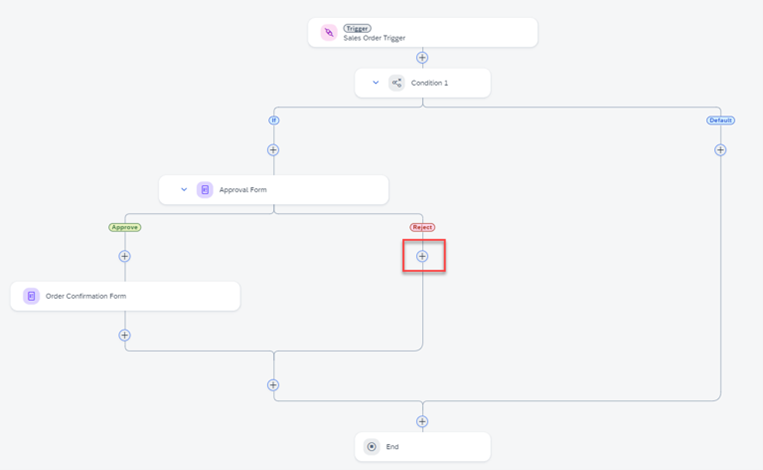 Trigger
Sales Order Trigger
Condition 1
If
Default
Approval Form
Approve
Reject
Order Confirmation Form
End